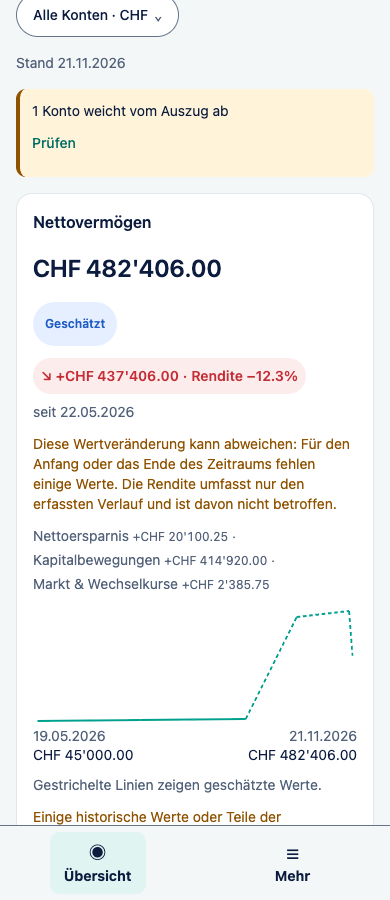 Alle Konten · CHF
Stand 21.11.2026
1 Konto weicht vom Auszug ab
Prüfen
Nettovermögen
CHF 482'406.00
Geschätzt
↘ +CHF 437'406.00 · Rendite −12.3%
seit 22.05.2026
Diese Wertveränderung kann abweichen: Für den
Anfang oder das Ende des Zeitraums fehlen
einige Werte. Die Rendite umfasst nur den
erfassten Verlauf und ist davon nicht betroffen.
Nettoersparnis +CHF 20'100.25 ·
Kapitalbewegungen +CHF 414'920.00 ·
Markt & Wechselkurse +CHF 2'385.75
19.05.2026
CHF 45'000.00
21.11.2026
CHF 482'406.00
Gestrichelte Linien zeigen geschätzte Werte.
Einige historische Werte oder Teile der
Übersicht
Mehr